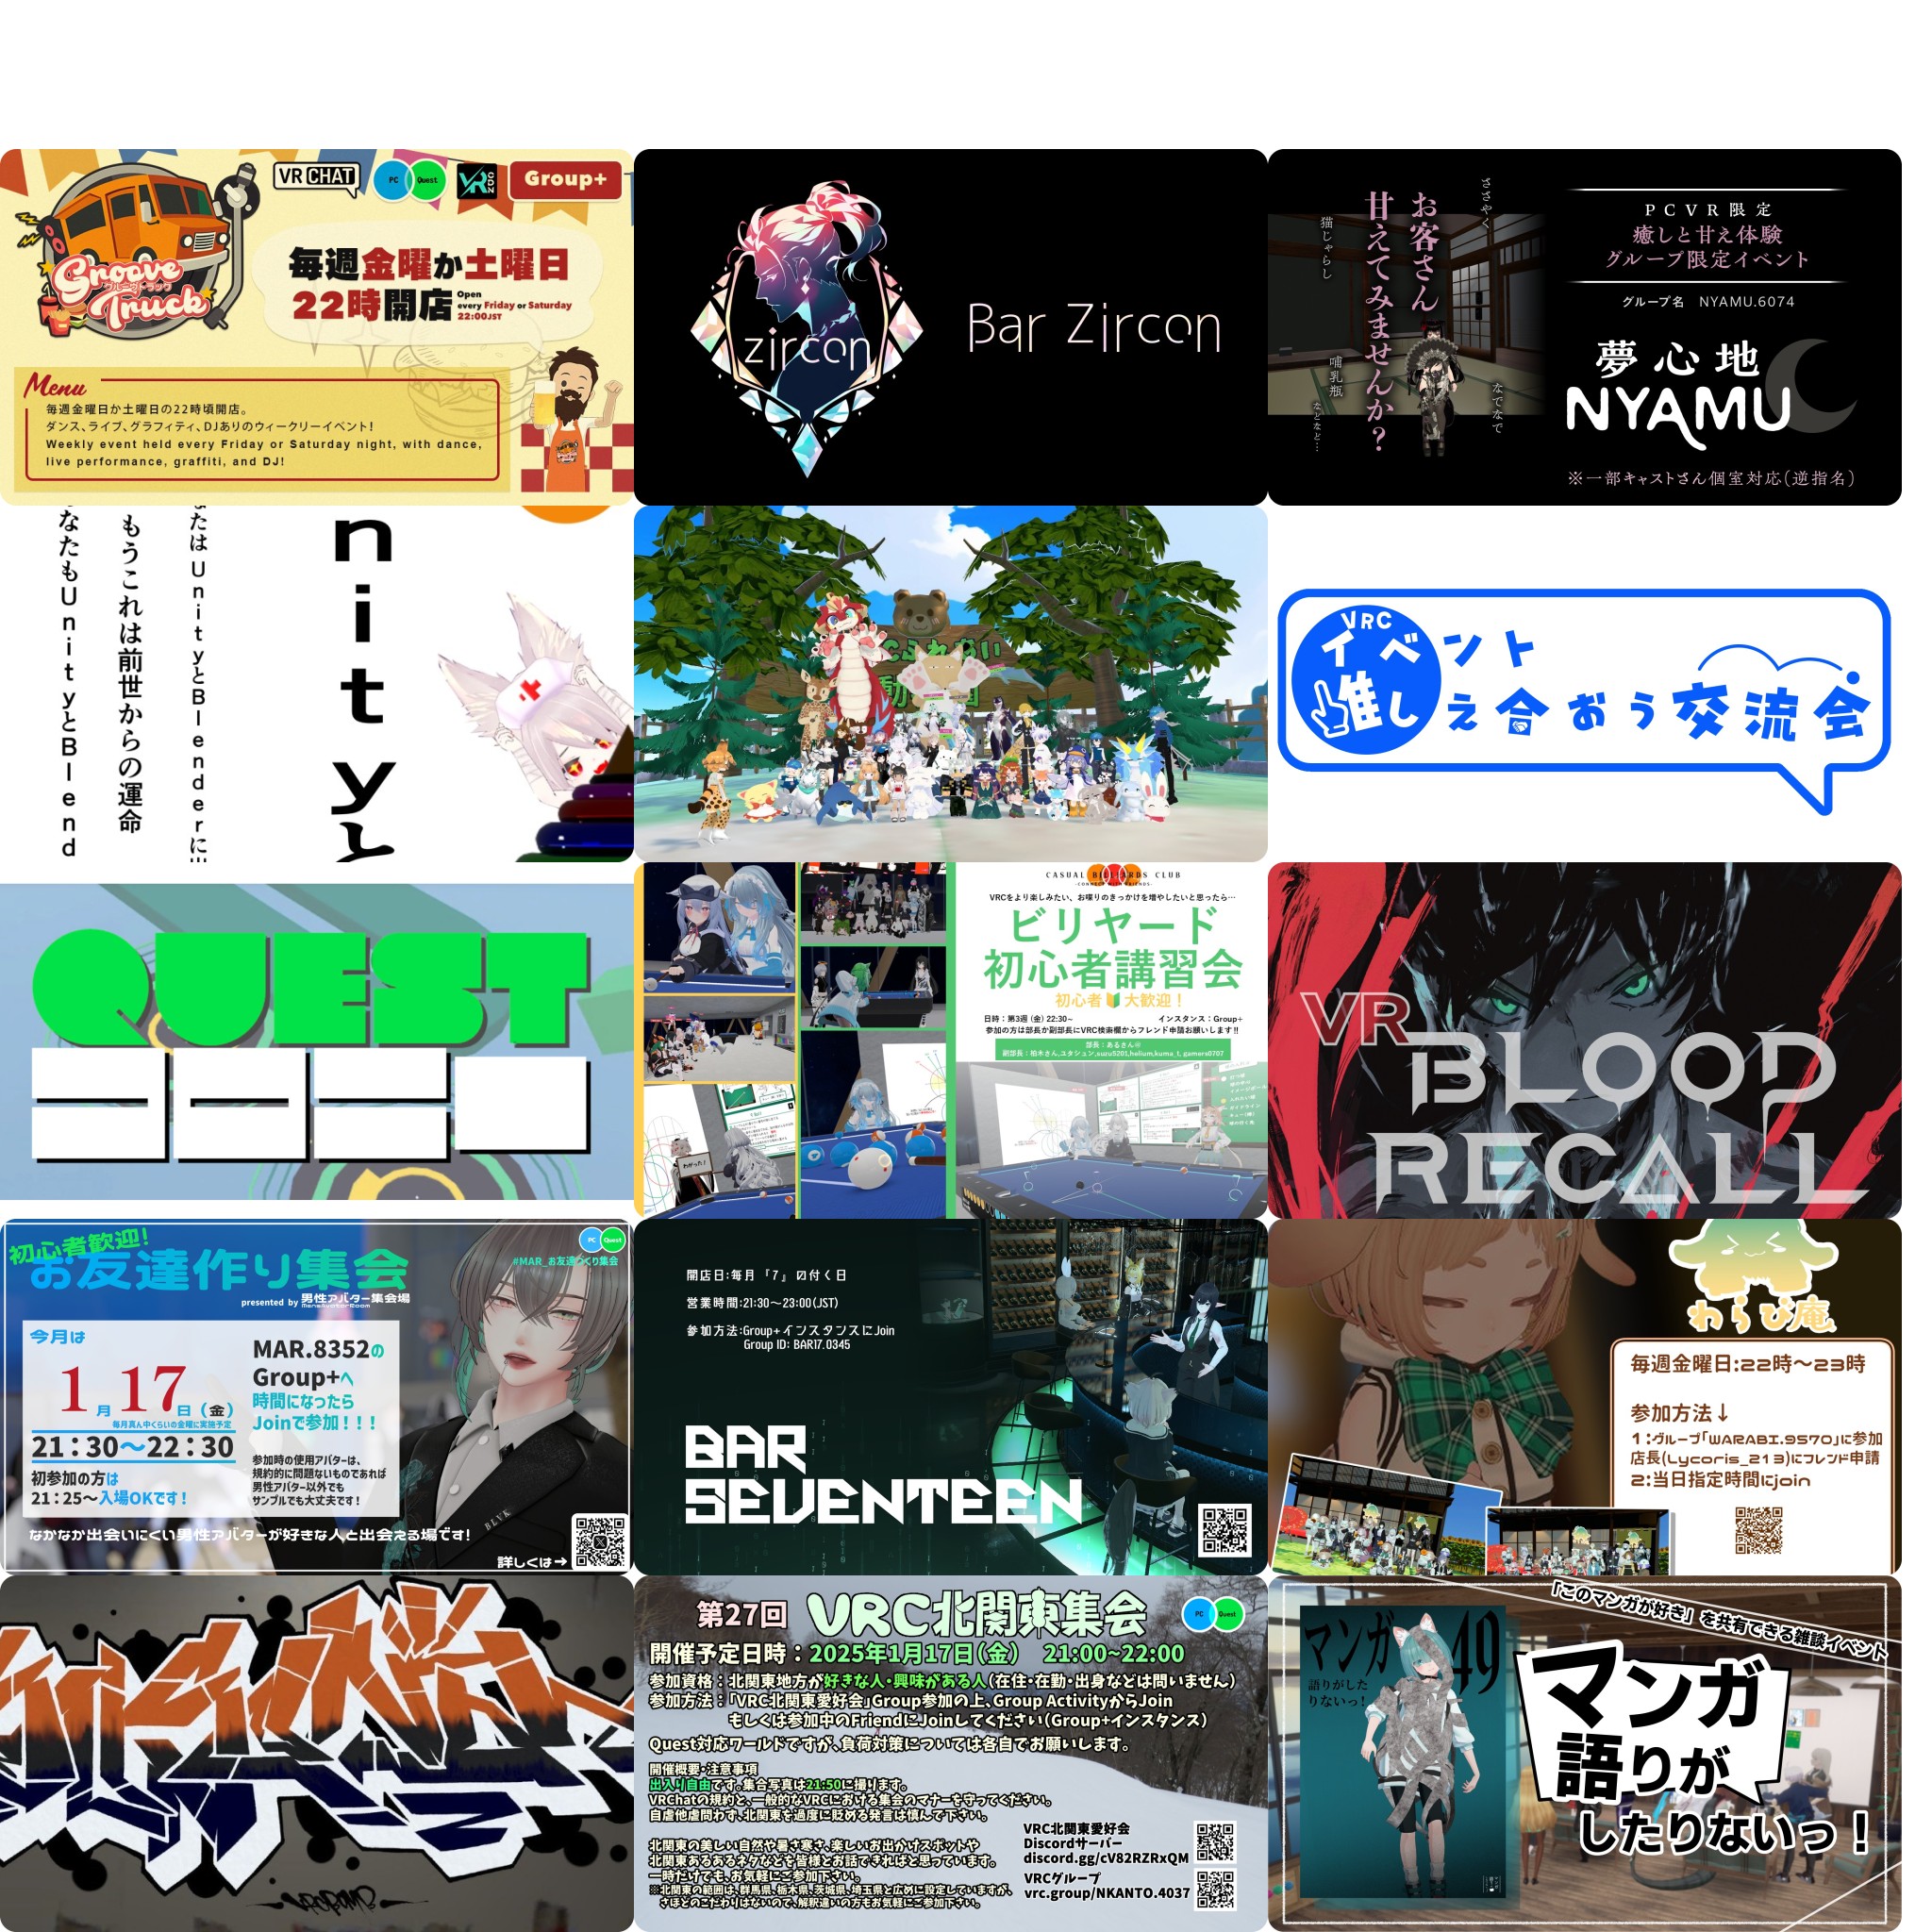 VR CHAT
PC
Quest
Group+
Groove
グルーヴトラック
Truck
毎週金曜か土曜日
22時開店
Open
every Friday or Saturday
22:00JST
Menu
毎週金曜日か土曜日の22時頃開店。
ダンス、ライブ、グラフィティ、DJありのウィークリーイベント!
Weekly event held every Friday or Saturday night, with dance,
live performance, graffiti, and DJ!
zircon
Bar Zircon
ささやく
お客さん
甘えてみませんか?
猫じゃらし
哺乳瓶
なでなで
などなど…
PCVR限定
癒しと甘え体験
グループ限定イベント
グループ名 NYAMU.6074
夢心地
NYAMU
※一部キャストさん個室対応(逆指名)
nityと
たは UnityとBlenderに
もうこれは前世からの運命
なたもUnityとBlend
VRC
イベント
推しえ合おう交流会
QUEST
CASUAL BILLIARDS CLUB
-CONNECT WITH FRIENDS-
VRCをより楽しみたい、お喋りのきっかけを増やしたいと思ったら…
ビリヤード
初心者講習会
初心者🔰大歓迎!
日時:第3週 (金) 22:30~ インスタンス:Group+
参加の方は部長か副部長にVRC検索欄からフレンド申請お願いします!!
部長:あるさん@
副部長:柏木さん,ユタシュン,suzu5201,helium,kuma_t, gamers0707
わかった!
VR
BLOOD
RECALL
初心者歓迎!
お友達作り集会
presented by 男性アバター集会場
MensAvatarRoom
PC
Quest
#MAR_お友達づくり集会
今月は
1月17日(金)
毎月真ん中くらいの金曜に実施予定
21:30〜22:30
初参加の方は
21:25〜入場OKです!
MAR.8352の
Group+へ
時間になったら
Joinで参加!!!
参加時の使用アバターは、
規約的に問題ないものであれば
男性アバター以外でも
サンプルでも大丈夫です!
BLVK
なかなか出会いにくい男性アバターが好きな人と出会える場です!
詳しくは→
開店日:毎月『7』の付く日
営業時間:21:30~23:00(JST)
参加方法:Group+インスタンスにJoin
Group ID: BAR17.0345
BAR
SEVENTEEN
わらび庵
毎週金曜日:22時〜23時
参加方法↓
1:グループ「WARABI.9570」に参加
店長(Lycoris_213)にフレンド申請
2:当日指定時間にjoin
第27回 VRC北関東集会
PC
Quest
開催予定日時:2025年1月17日(金) 21:00~22:00
参加資格:北関東地方が好きな人・興味がある人(在住・在勤・出身などは問いません)
参加方法:「VRC北関東愛好会」Group参加の上、Group ActivityからJoin
もしくは参加中のFriendにJoinしてください(Group+インスタンス)
Quest対応ワールドですが、負荷対策については各自でお願いします。
開催概要・注意事項
出入り自由です。集合写真は21:50に撮ります。
VRChatの規約と、一般的なVRCにおける集会のマナーを守ってください。
自虐他虐問わず、北関東を過度に貶める発言は慎んで下さい。
北関東の美しい自然や暑さ寒さ、楽しいお出かけスポットや
北関東あるあるネタなどを皆様とお話できればと思っています。
一時だけでも、お気軽にご参加下さい。
※北関東の範囲は、群馬県、栃木県、茨城県、埼玉県と広めに設定していますが、
さほどこだわりはないので、解釈違いの方もお気軽にご参加下さい。
VRC北関東愛好会
Discordサーバー
discord.gg/cV82RZRxQM
VRCグループ
vrc.group/NKANTO.4037
「このマンガが好き」を共有できる雑談イベント
マンガ
49
語りがした
りないっ!
マンガ
語りが
したりないっ!